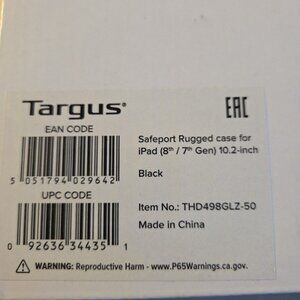 Targus®
EAC
EAN CODE
5 051794 029642
UPC CODE
0 92636 34435 1
Safeport Rugged case for
iPad (8th / 7th Gen) 10.2-inch
Black
Item No.: THD498GLZ-50
Made in China
WARNING: Reproductive Harm - www.P65Warnings.ca.gov.